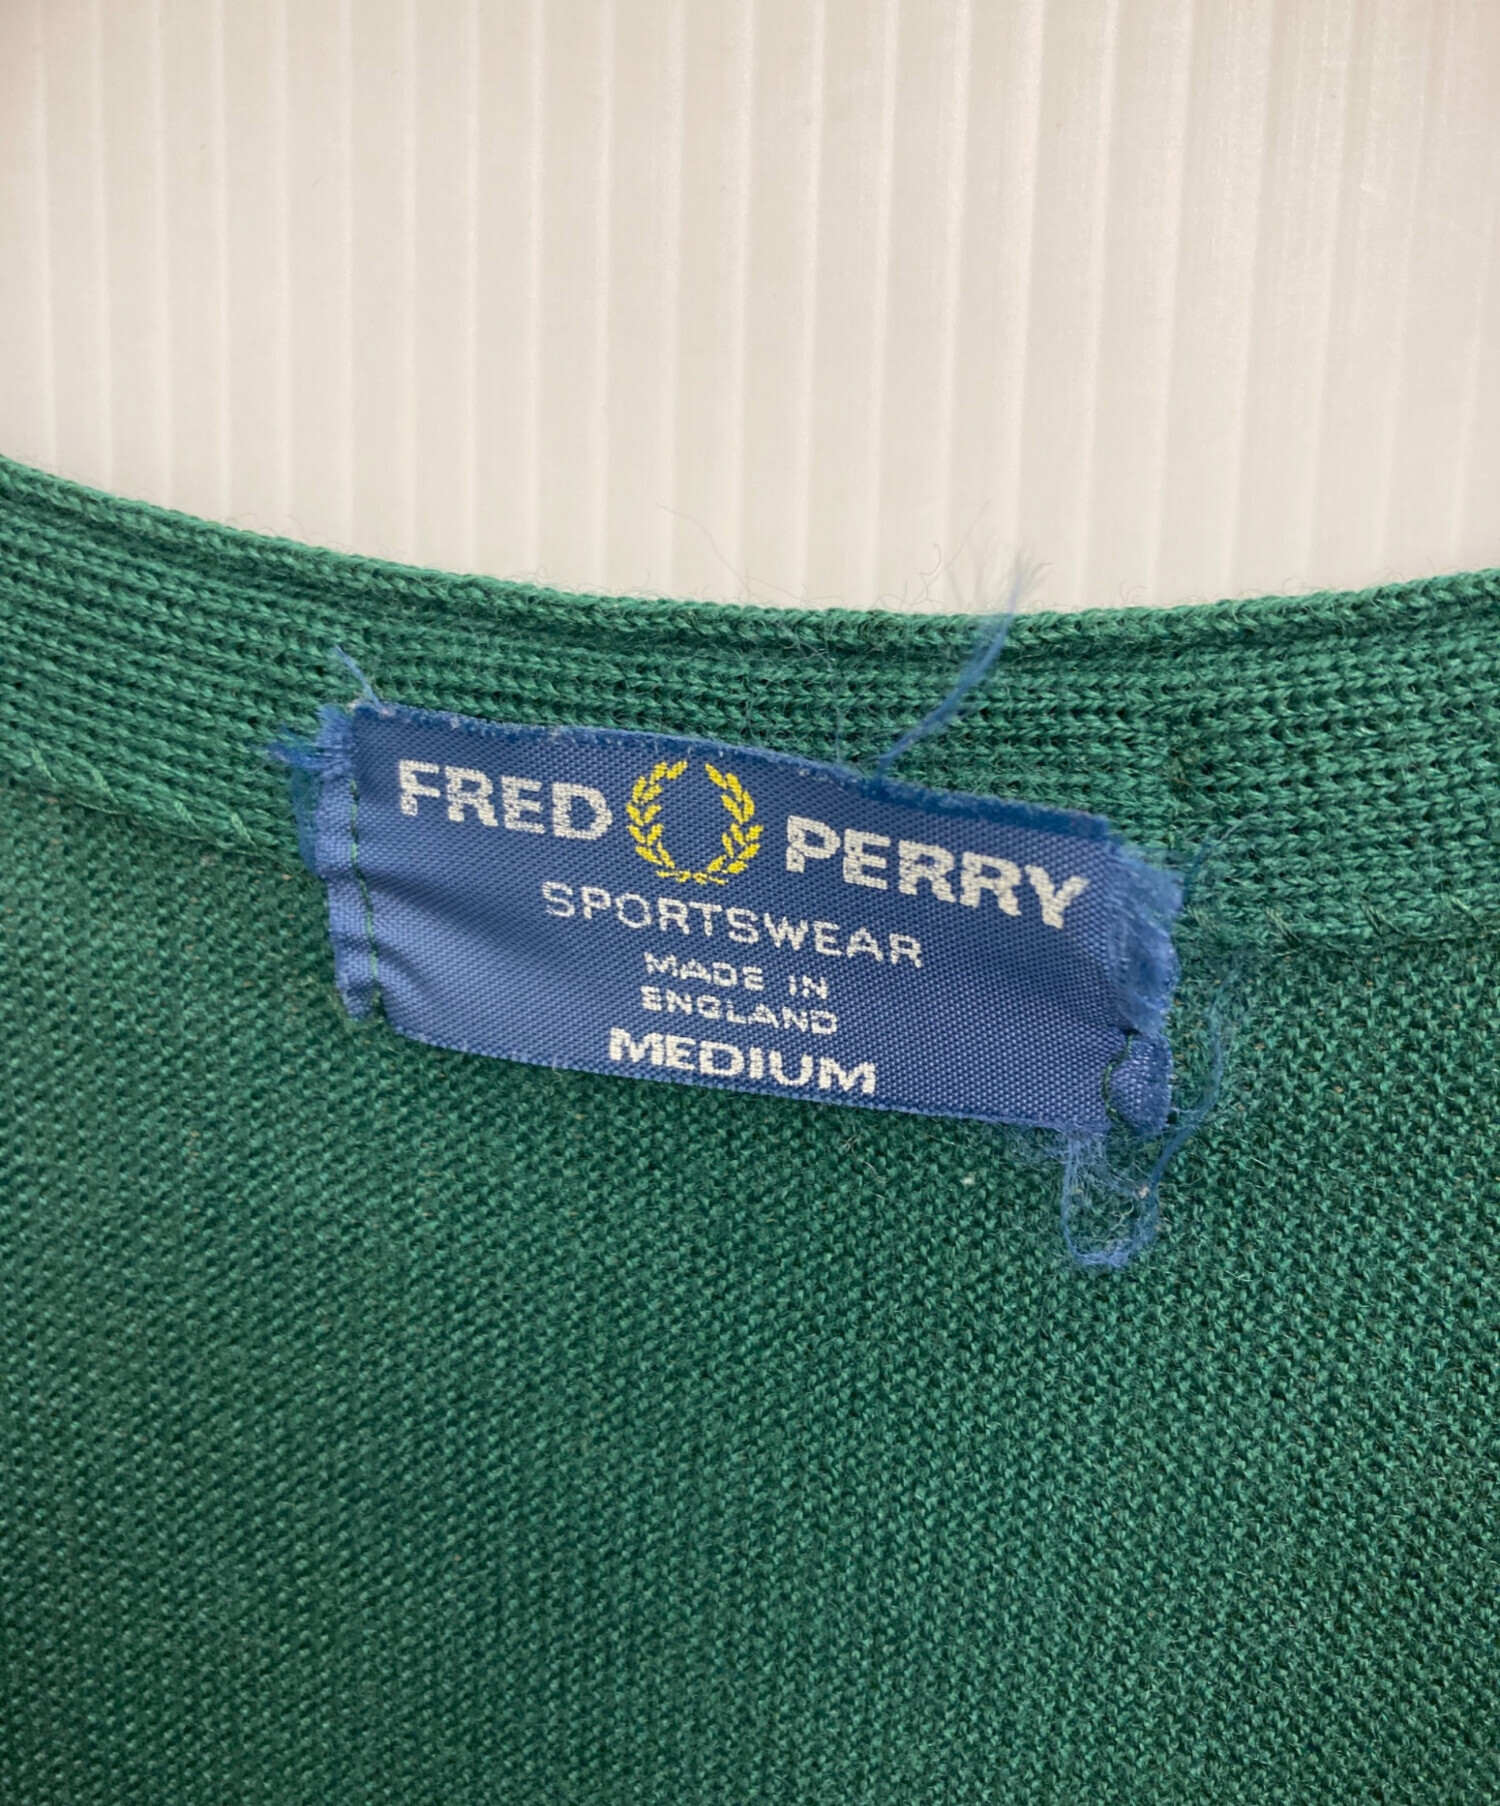 FRED PERRY
SPORTSWEAR
MADE IN
ENGLAND
MEDIUM